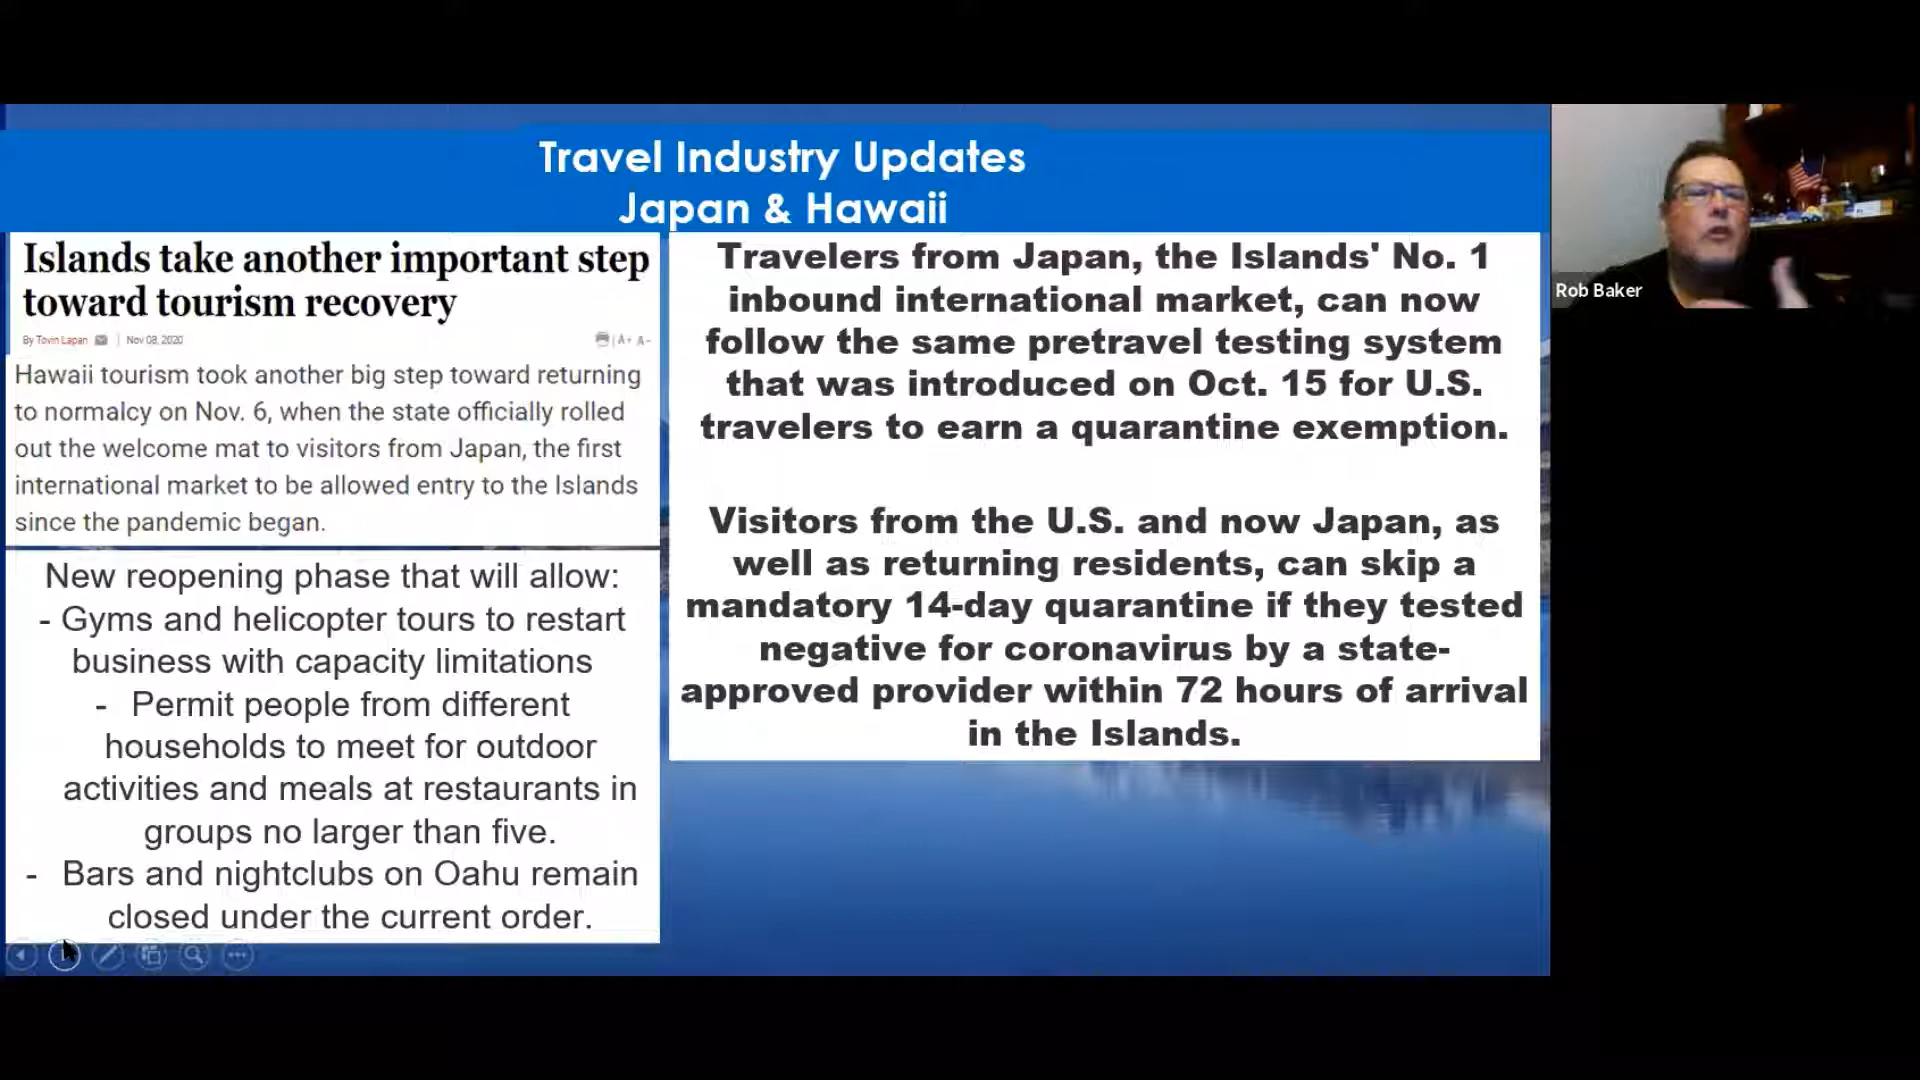 Travel Industry Updates
Japan & Hawaii
Islands take another important step
toward tourism recovery
By Tovin Lapan | Nov 08, 2020
A+ A-
Hawaii tourism took another big step toward returning
to normalcy on Nov. 6, when the state officially rolled
out the welcome mat to visitors from Japan, the first
international market to be allowed entry to the Islands
since the pandemic began.
New reopening phase that will allow:
- Gyms and helicopter tours to restart
business with capacity limitations
- Permit people from different
households to meet for outdoor
activities and meals at restaurants in
groups no larger than five.
- Bars and nightclubs on Oahu remain
closed under the current order.
Travelers from Japan, the Islands' No. 1
inbound international market, can now
follow the same pretravel testing system
that was introduced on Oct. 15 for U.S.
travelers to earn a quarantine exemption.
Visitors from the U.S. and now Japan, as
well as returning residents, can skip a
mandatory 14-day quarantine if they tested
negative for coronavirus by a state-
approved provider within 72 hours of arrival
in the Islands.
Rob Baker